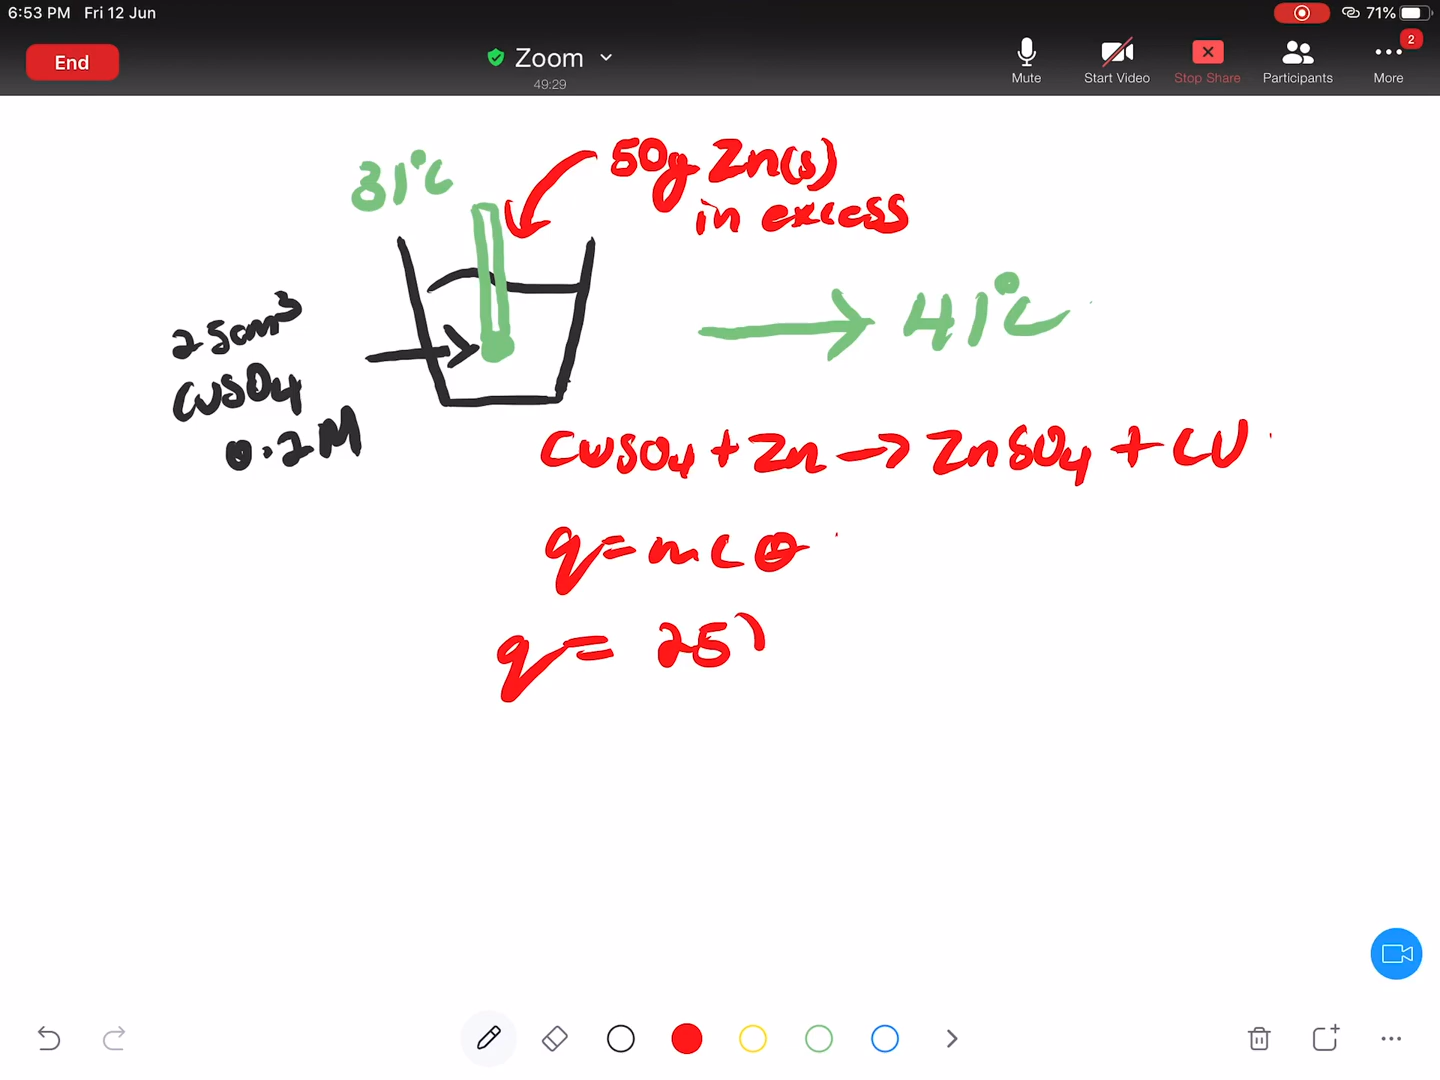 6:53 PM Fri 12 Jun
71%
End
Zoom
49:29
Mute
Start Video
Stop Share
Participants
More
2
31°C
50g Zn(s)
in excess
25cm³
CuSO4
0.2M
41°C
CuSO4 + Zn → ZnSO4 + CU
q = mcθ
q = 25